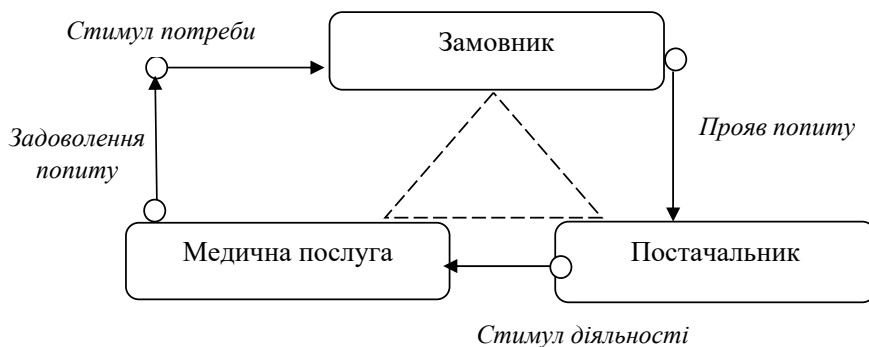 Стимул потреби
Замовник
Прояв попиту
Задоволення
попиту
Медична послуга
Постачальник
Стимул діяльності